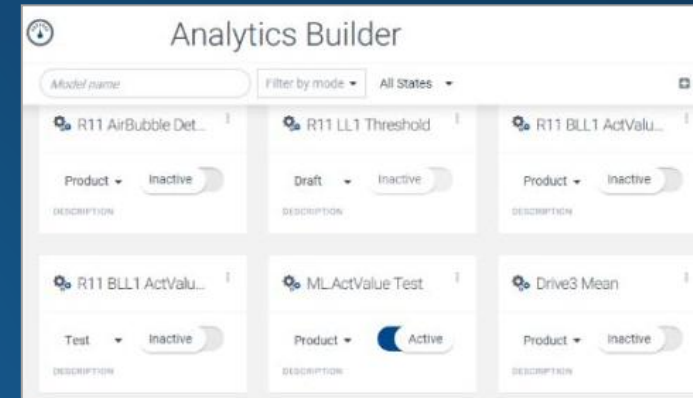 Analytics Builder
Model name Filter by mode All States
R11 AirBubble Det... R11 LL1 Threshold R11 BLL1 ActValu...
Product Inactive Draft Inactive Product Inactive
DESCRIPTION DESCRIPTION DESCRIPTION
R11 BLL1 ActValu... ML.ActValue Test Drive3 Mean
Test Inactive Product Active Product Inactive
DESCRIPTION DESCRIPTION DESCRIPTION